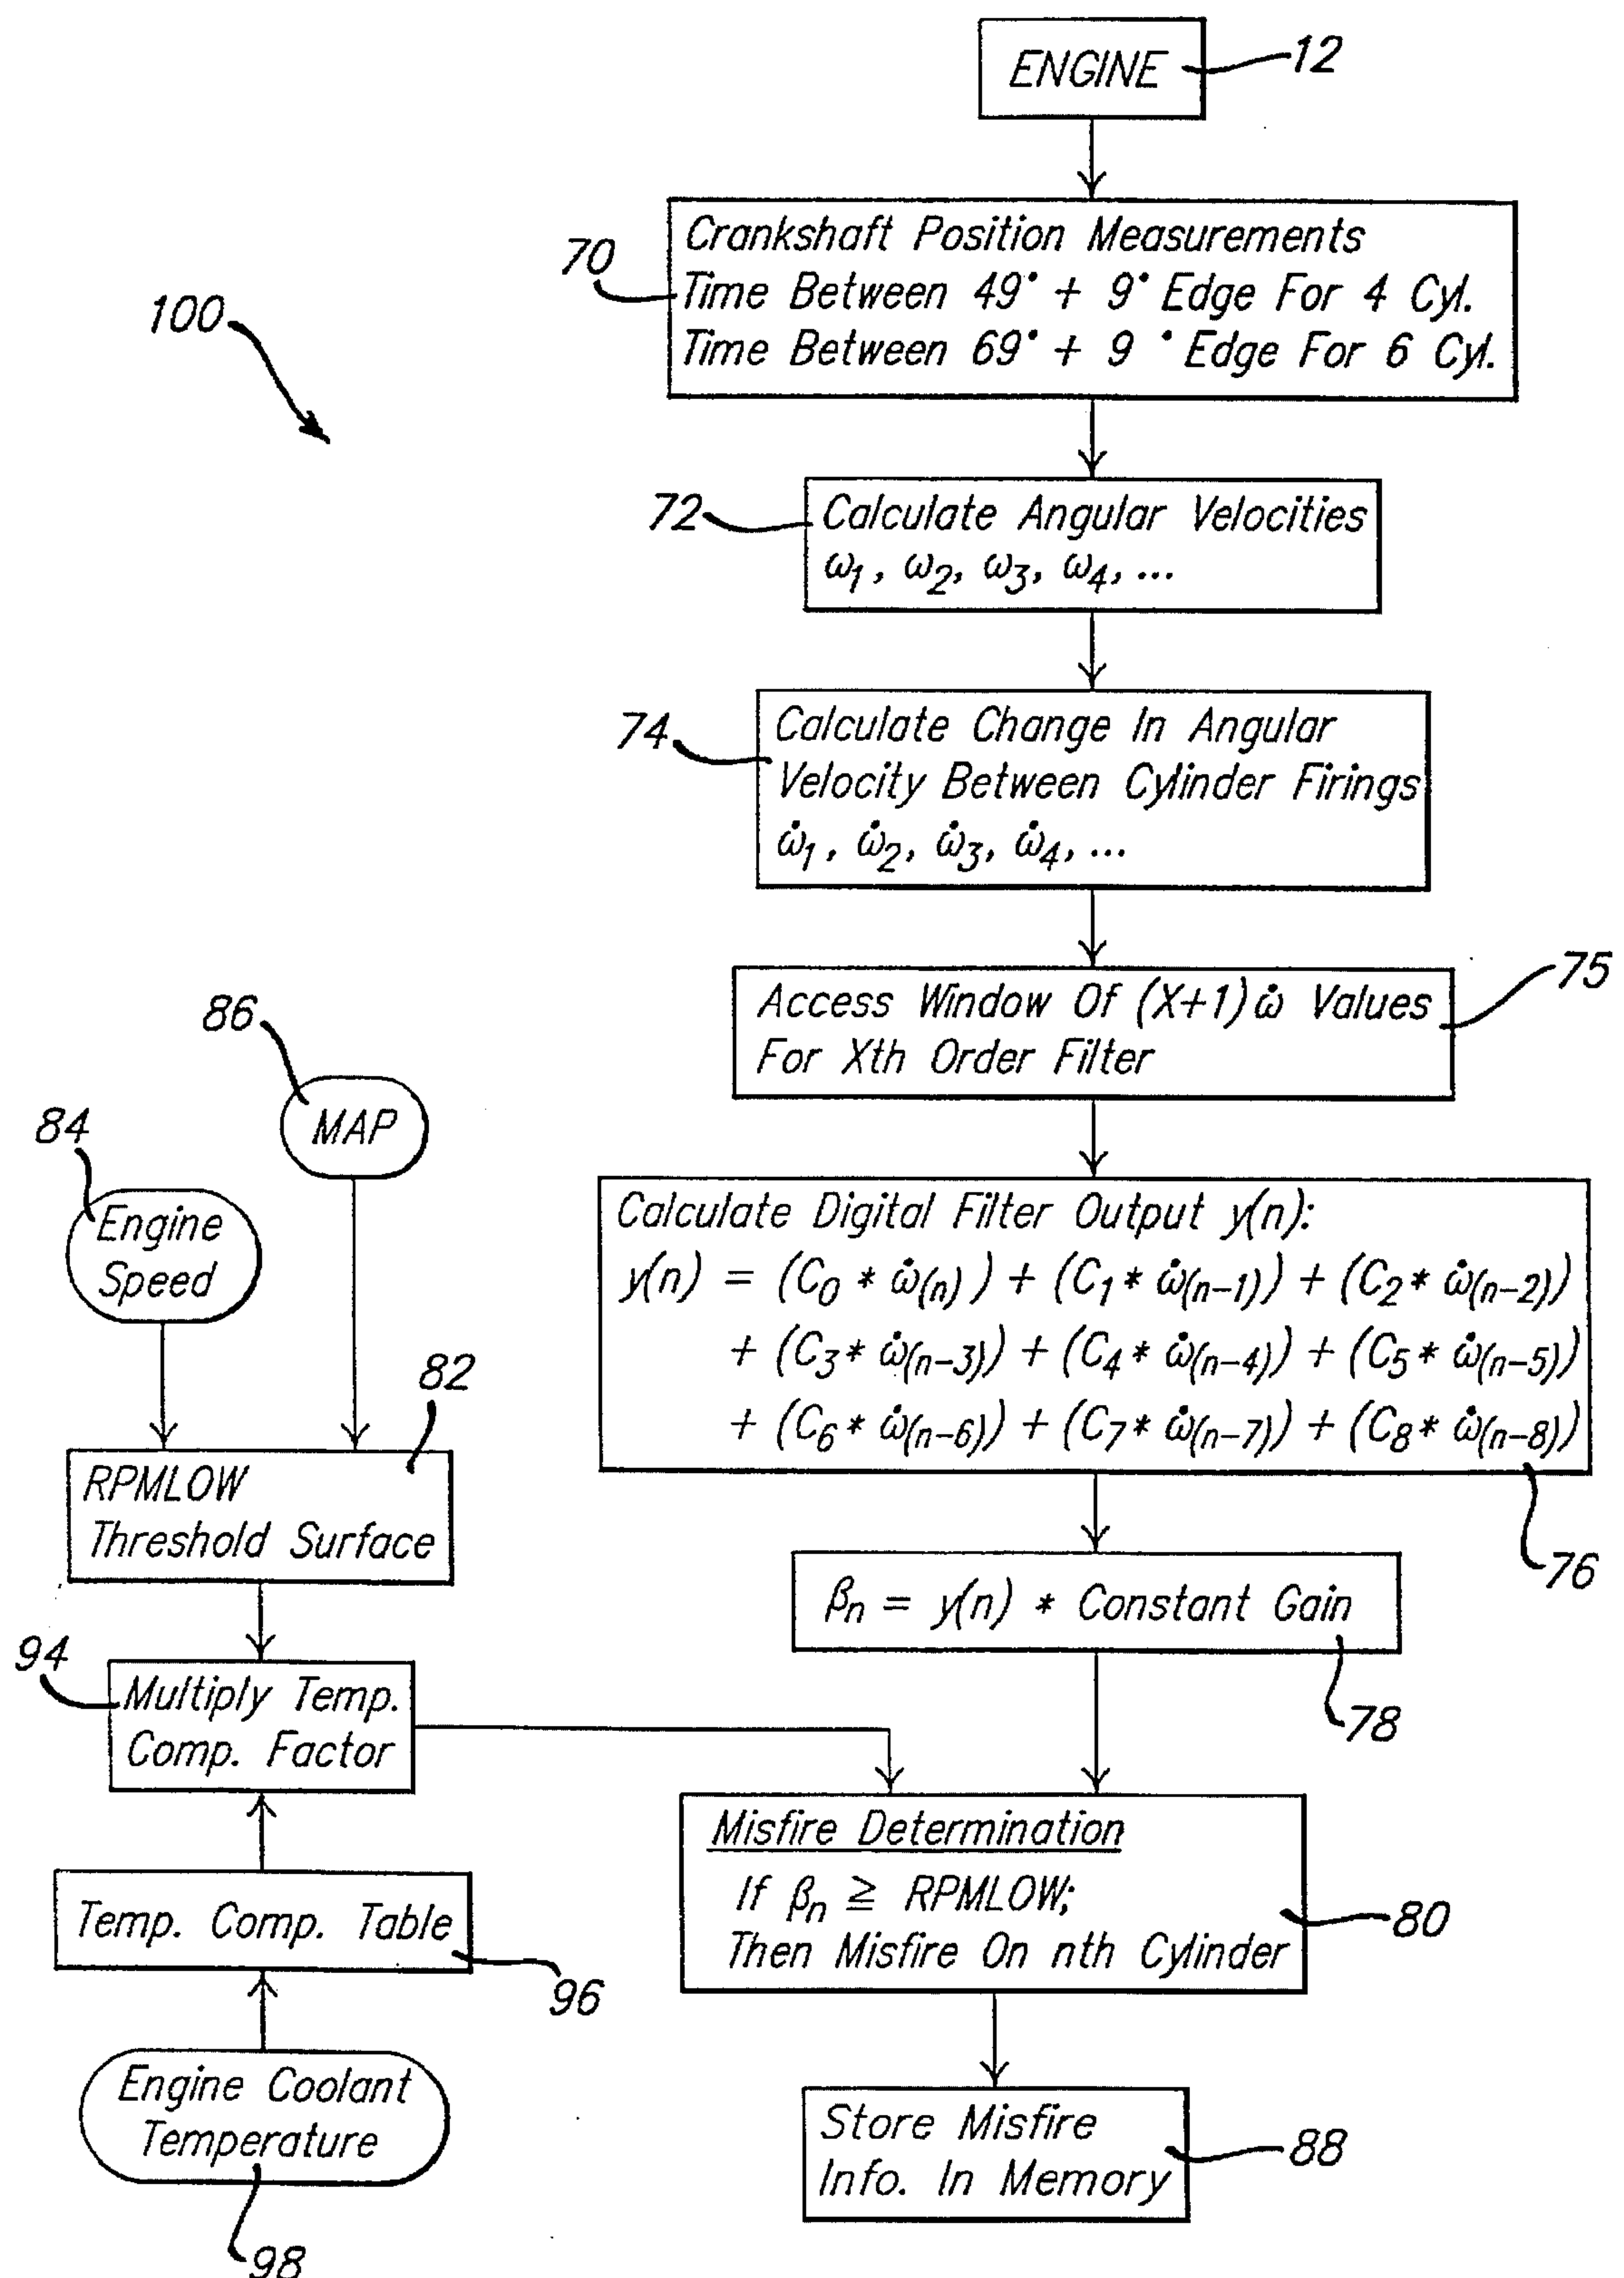 ENGINE
12
100
70
Crankshaft Position Measurements
Time Between 49° + 9° Edge For 4 Cyl.
Time Between 69° + 9 ° Edge For 6 Cyl.
72
Calculate Angular Velocities
ω1, ω2, ω3, ω4, ...
74
Calculate Change In Angular
Velocity Between Cylinder Firings
ω̇1, ω̇2, ω̇3, ω̇4, ...
75
Access Window Of (X+1) ω̇ Values
For Xth Order Filter
86
MAP
84
Engine
Speed
Calculate Digital Filter Output y(n):
y(n) = (C0 * ω̇(n)) + (C1 * ω̇(n-1)) + (C2 * ω̇(n-2))
+ (C3 * ω̇(n-3)) + (C4 * ω̇(n-4)) + (C5 * ω̇(n-5))
+ (C6 * ω̇(n-6)) + (C7 * ω̇(n-7)) + (C8 * ω̇(n-8))
76
82
RPMLOW
Threshold Surface
βn = y(n) * Constant Gain
78
94
Multiply Temp.
Comp. Factor
Misfire Determination
If βn ≧ RPMLOW;
Then Misfire On nth Cylinder
80
Temp. Comp. Table
96
Engine Coolant
Temperature
98
Store Misfire
Info. In Memory
88